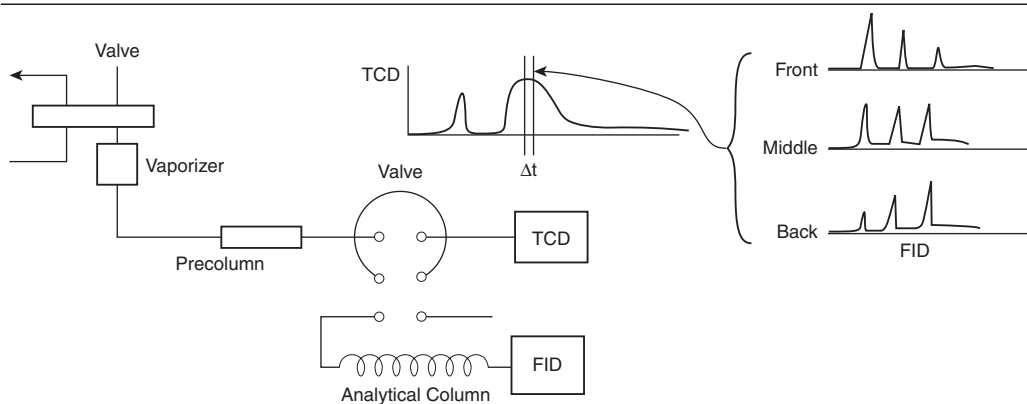 Valve
Vaporizer
Precolumn
Valve
TCD
Analytical Column
FID
TCD
Δt
Front
Middle
Back
FID